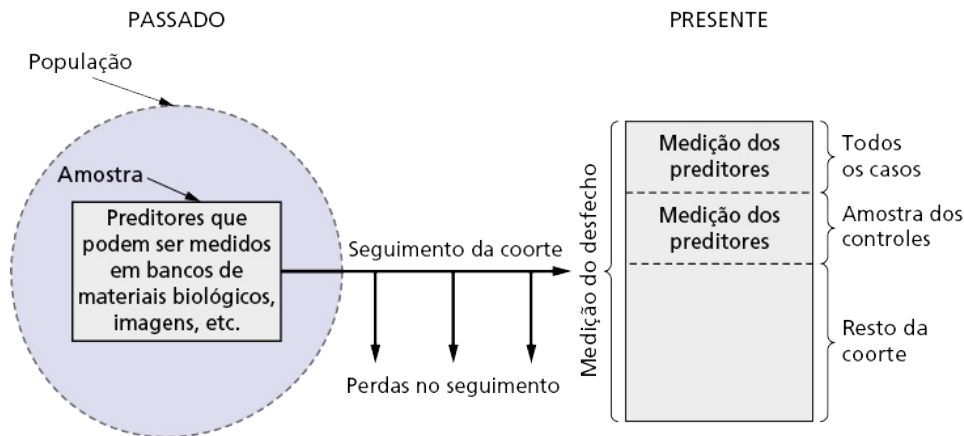 PASSADO
PRESENTE
População
Amostra
Preditores que
podem ser medidos
em bancos de
materiais biológicos,
imagens, etc.
Seguimento da coorte
Perdas no seguimento
Medição do desfecho
Medição dos
preditores
Todos
os casos
Medição dos
preditores
Amostra dos
controles
Resto da
coorte